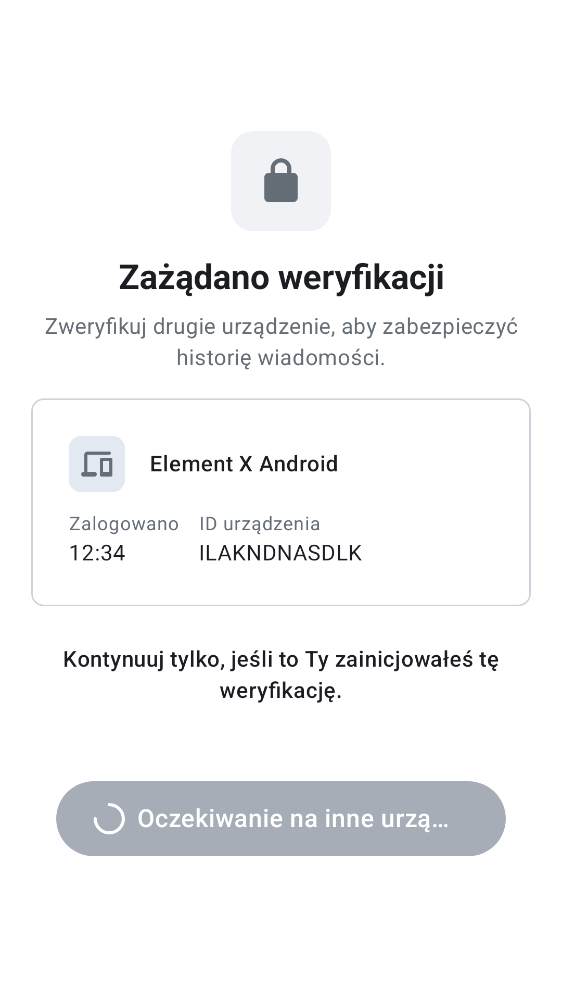 Zażądano weryfikacji
Zweryfikuj drugie urządzenie, aby zabezpieczyć
historię wiadomości.
Element X Android
Zalogowano ID urządzenia
12:34 ILAKNDNASDLK
Kontynuuj tylko, jeśli to Ty zainicjowałeś tę
weryfikację.
Oczekiwanie na inne urzą…